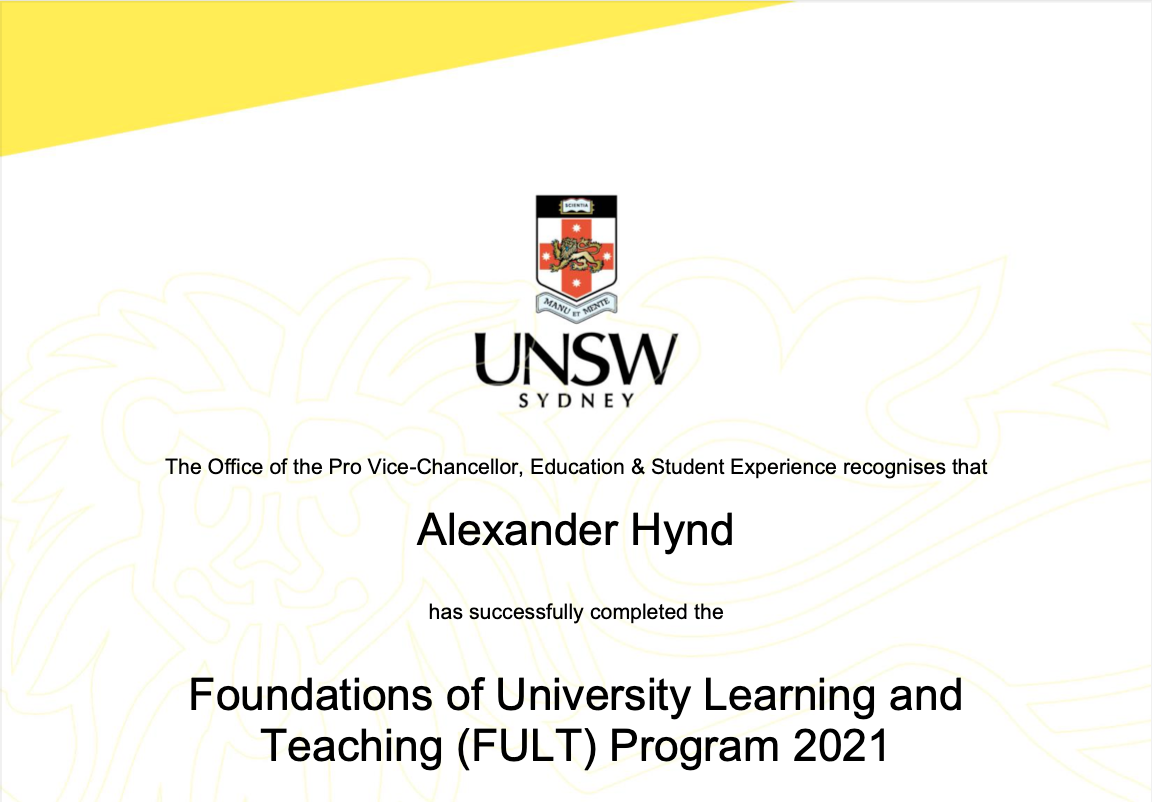 SCIENTIA
MANU ET MENTE
UNSW
SYDNEY
The Office of the Pro Vice-Chancellor, Education & Student Experience recognises that
Alexander Hynd
has successfully completed the
Foundations of University Learning and
Teaching (FULT) Program 2021